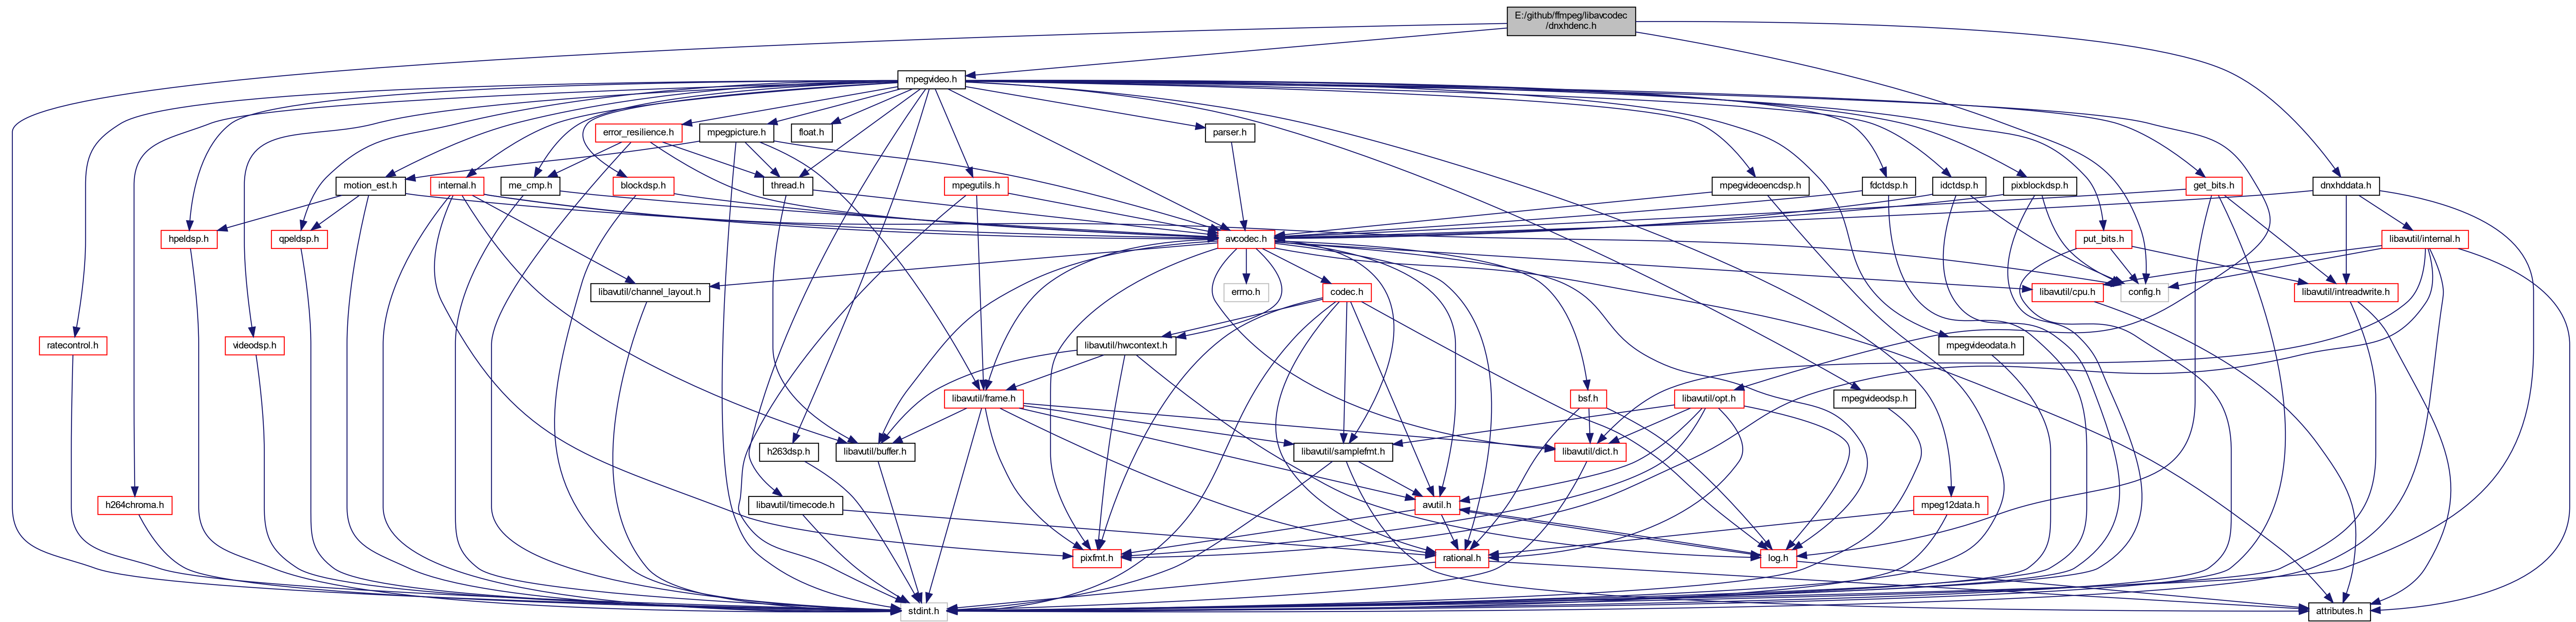 E:/github/ffmpeg/libavcodec
/dnxhdenc.h
mpegvideo.h
error_resilience.h
mpegpicture.h
float.h
parser.h
motion_est.h
internal.h
me_cmp.h
blockdsp.h
thread.h
mpegutils.h
mpegvideoencdsp.h
fdctdsp.h
idctdsp.h
pixblockdsp.h
get_bits.h
dnxhddata.h
hpeldsp.h
qpeldsp.h
avcodec.h
put_bits.h
libavutil/internal.h
libavutil/channel_layout.h
errno.h
codec.h
libavutil/cpu.h
config.h
libavutil/intreadwrite.h
ratecontrol.h
videodsp.h
libavutil/hwcontext.h
mpegvideodata.h
libavutil/frame.h
bsf.h
libavutil/opt.h
mpegvideodsp.h
h263dsp.h
libavutil/buffer.h
libavutil/samplefmt.h
libavutil/dict.h
h264chroma.h
libavutil/timecode.h
avutil.h
mpeg12data.h
pixfmt.h
rational.h
log.h
stdint.h
attributes.h